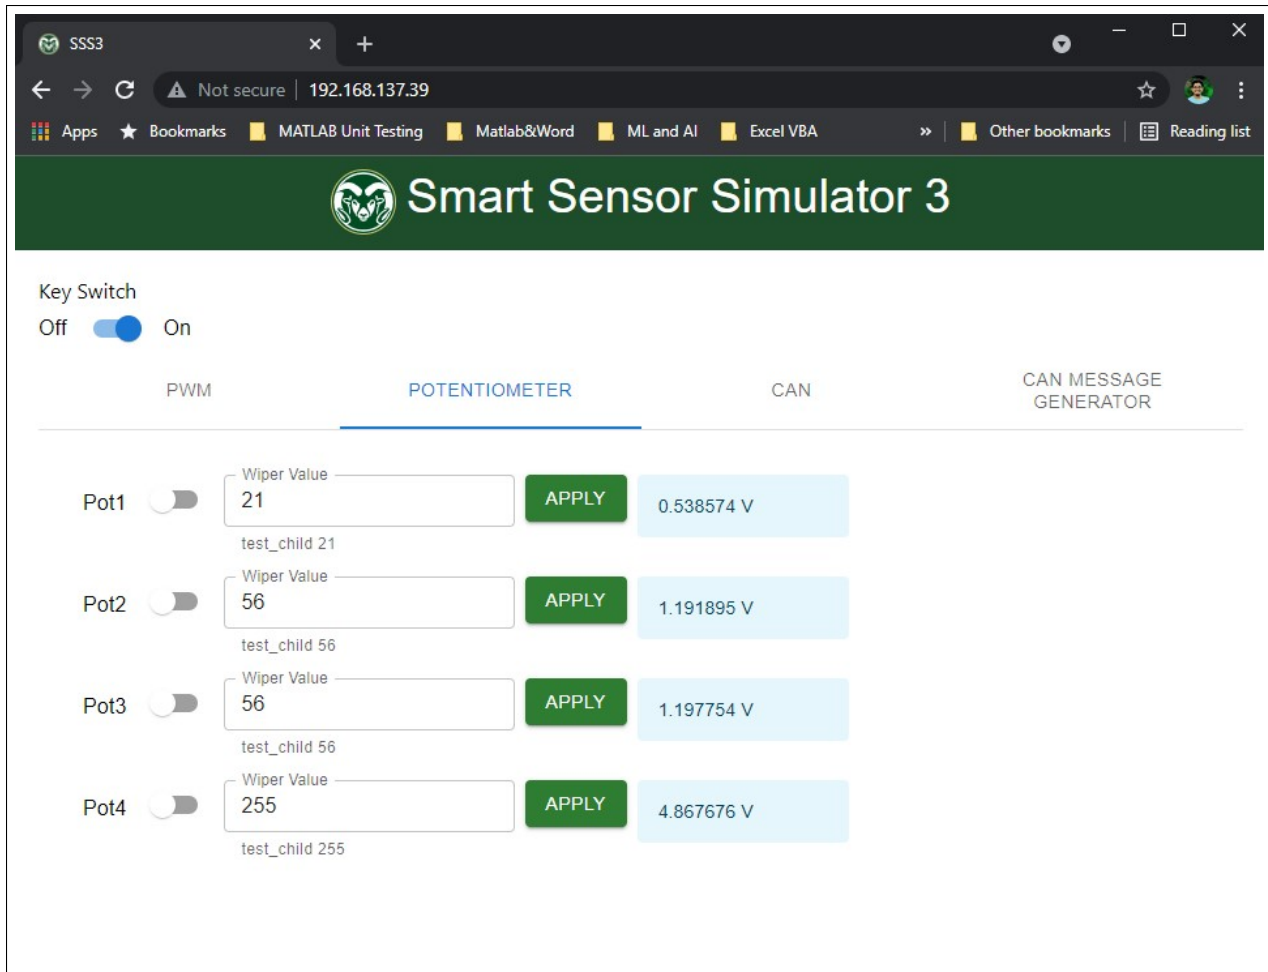 SSS3
Not secure 192.168.137.39
Apps Bookmarks MATLAB Unit Testing Matlab&Word ML and AI Excel VBA » Other bookmarks Reading list
Smart Sensor Simulator 3
Key Switch
Off On
PWM POTENTIOMETER CAN CAN MESSAGE
GENERATOR
Wiper Value
Pot1 21 APPLY 0.538574 V
test_child 21
Wiper Value
Pot2 56 APPLY 1.191895 V
test_child 56
Wiper Value
Pot3 56 APPLY 1.197754 V
test_child 56
Wiper Value
Pot4 255 APPLY 4.867676 V
test_child 255